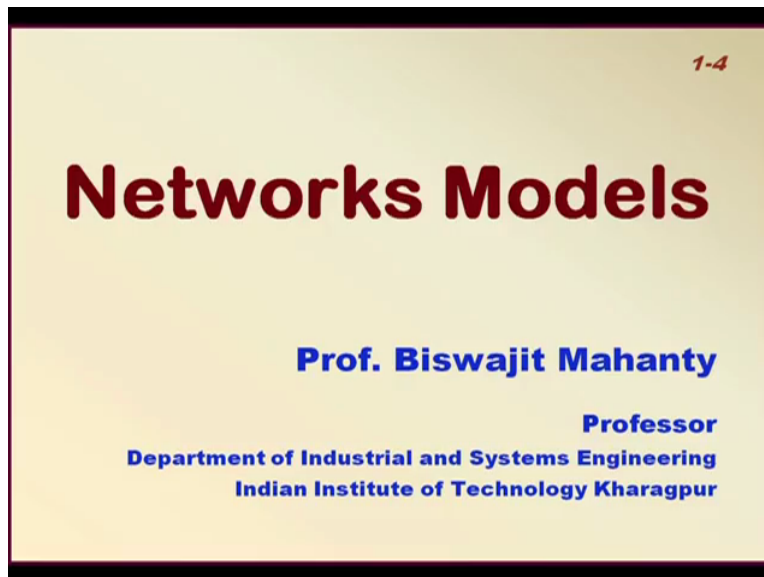 1-4
Networks Models
Prof. Biswajit Mahanty
Professor
Department of Industrial and Systems Engineering
Indian Institute of Technology Kharagpur